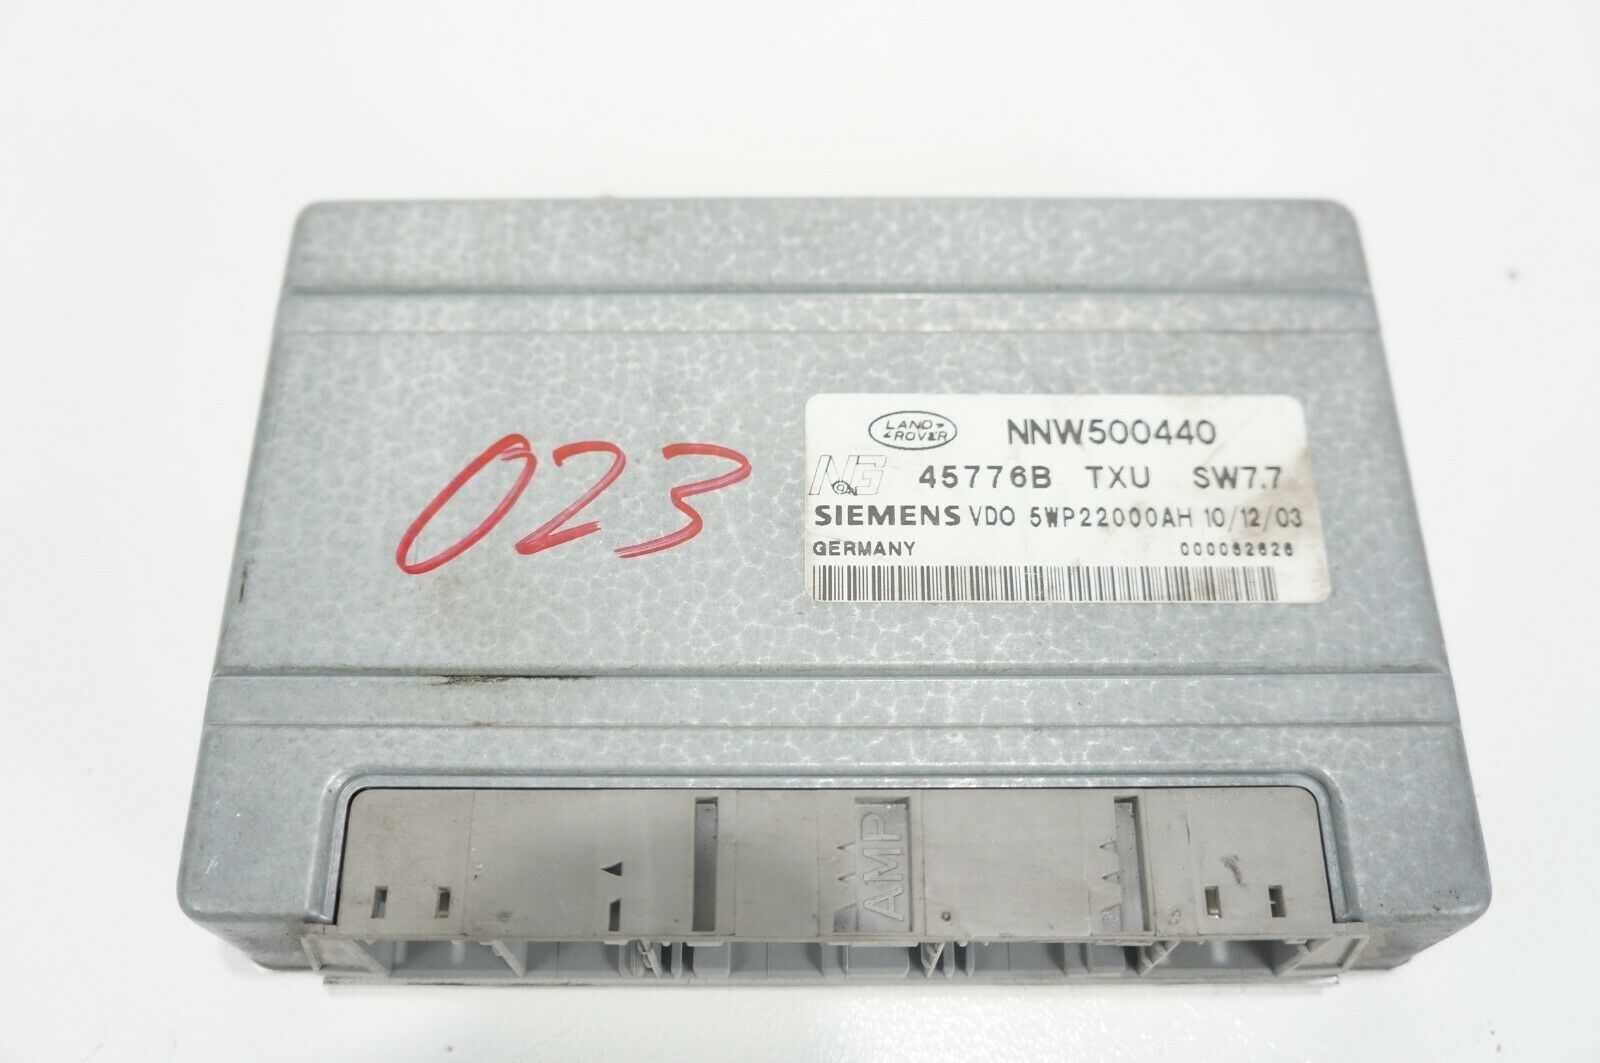 023
LAND ROVER NNW500440
NG 45776B TXU SW7.7
SIEMENS VDO 5WP22000AH 10/12/03
GERMANY 000062626
AMP